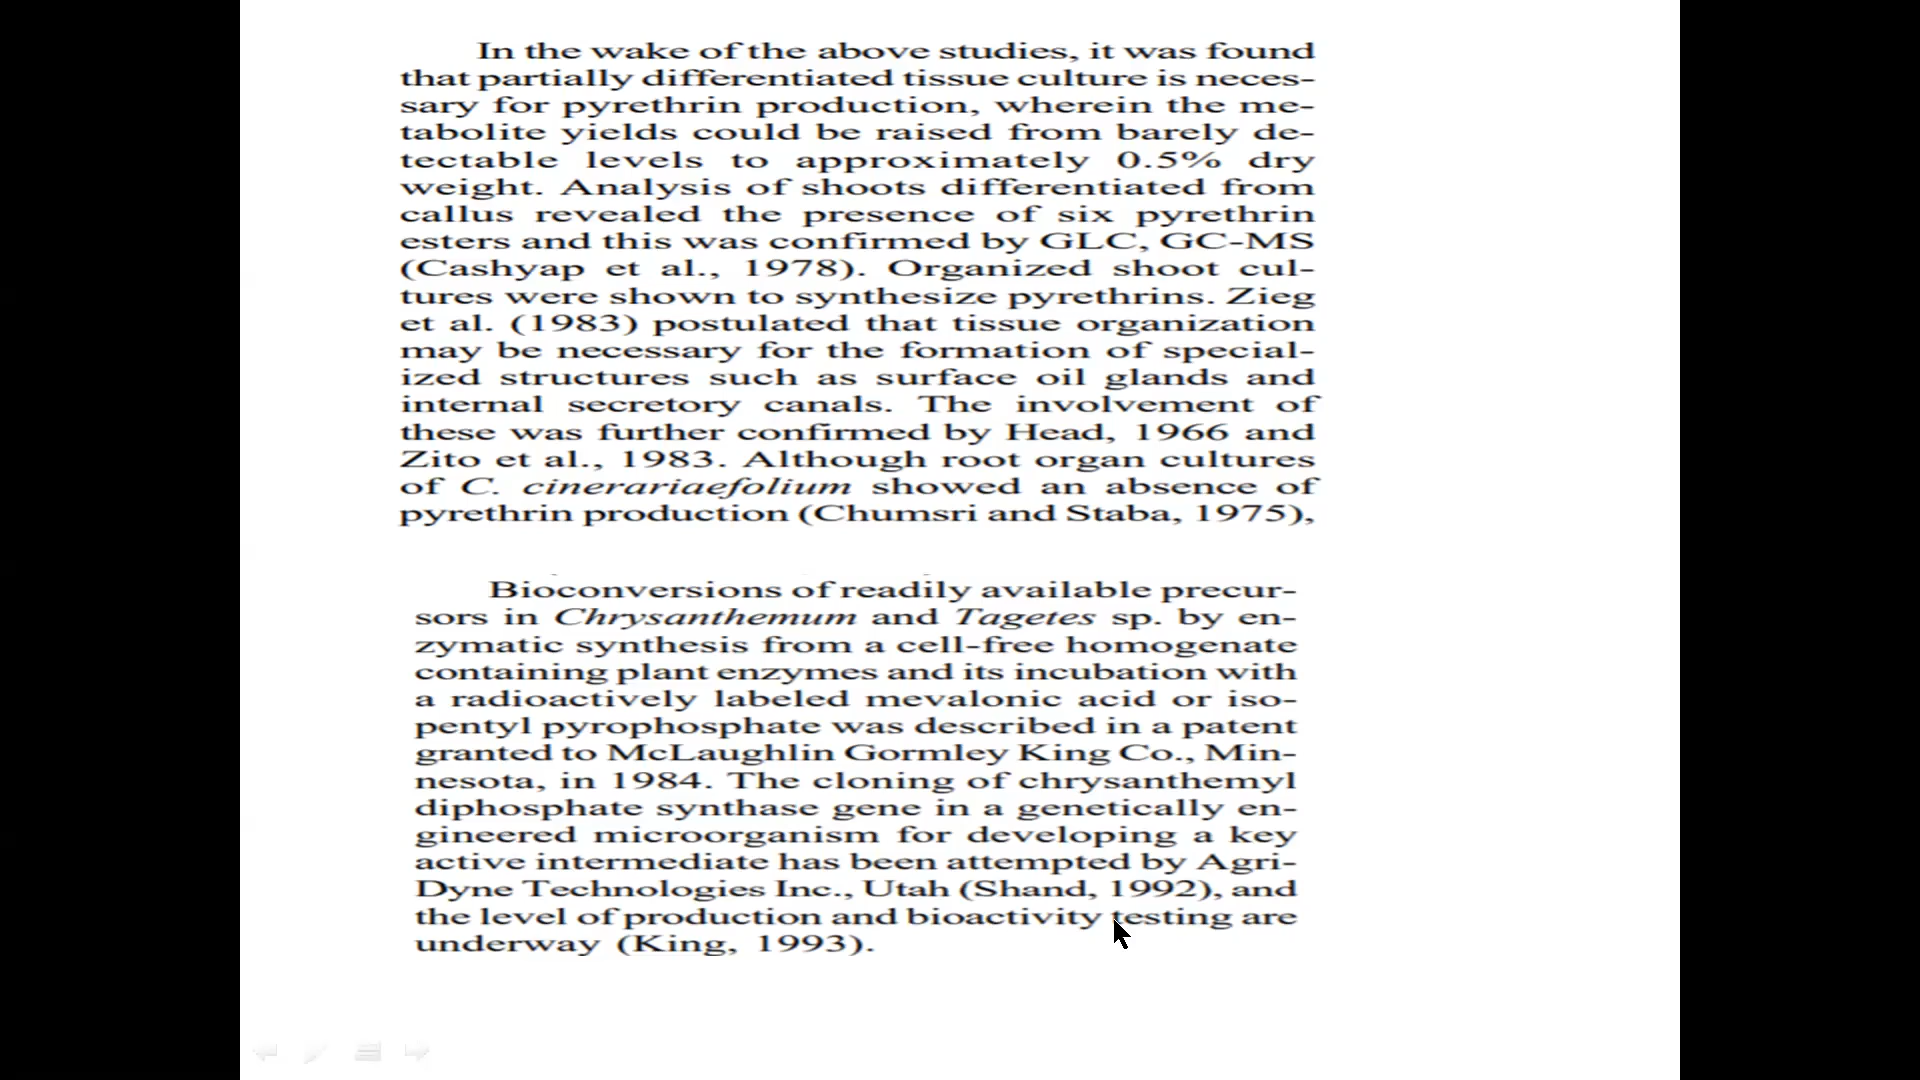 In the wake of the above studies, it was found
that partially differentiated tissue culture is neces-
sary for pyrethrin production, wherein the me-
tabolite yields could be raised from barely de-
tectable levels to approximately 0.5% dry
weight. Analysis of shoots differentiated from
callus revealed the presence of six pyrethrin
esters and this was confirmed by GLC, GC-MS
(Cashyap et al., 1978). Organized shoot cul-
tures were shown to synthesize pyrethrins. Zieg
et al. (1983) postulated that tissue organization
may be necessary for the formation of special-
ized structures such as surface oil glands and
internal secretory canals. The involvement of
these was further confirmed by Head, 1966 and
Zito et al., 1983. Although root organ cultures
of C. cinerariaefolium showed an absence of
pyrethrin production (Chumsri and Staba, 1975),
Bioconversions of readily available precur-
sors in Chrysanthemum and Tagetes sp. by en-
zymatic synthesis from a cell-free homogenate
containing plant enzymes and its incubation with
a radioactively labeled mevalonic acid or iso-
pentyl pyrophosphate was described in a patent
granted to McLaughlin Gormley King Co., Min-
nesota, in 1984. The cloning of chrysanthemyl
diphosphate synthase gene in a genetically en-
gineered microorganism for developing a key
active intermediate has been attempted by Agri-
Dyne Technologies Inc., Utah (Shand, 1992), and
the level of production and bioactivity testing are
underway (King, 1993).